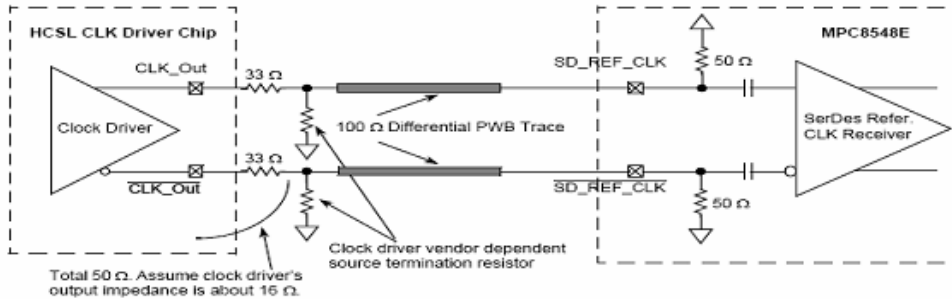 HCSL CLK Driver Chip
MPC8548E
CLK_Out
33 Ω
SD_REF_CLK
50 Ω
Clock Driver
100 Ω Differential PWB Trace
SerDes Refer.
CLK Receiver
33 Ω
CLK_Out
SD_REF_CLK
50 Ω
Clock driver vendor dependent
source termination resistor
Total 50 Ω. Assume clock driver's
output impedance is about 16 Ω.